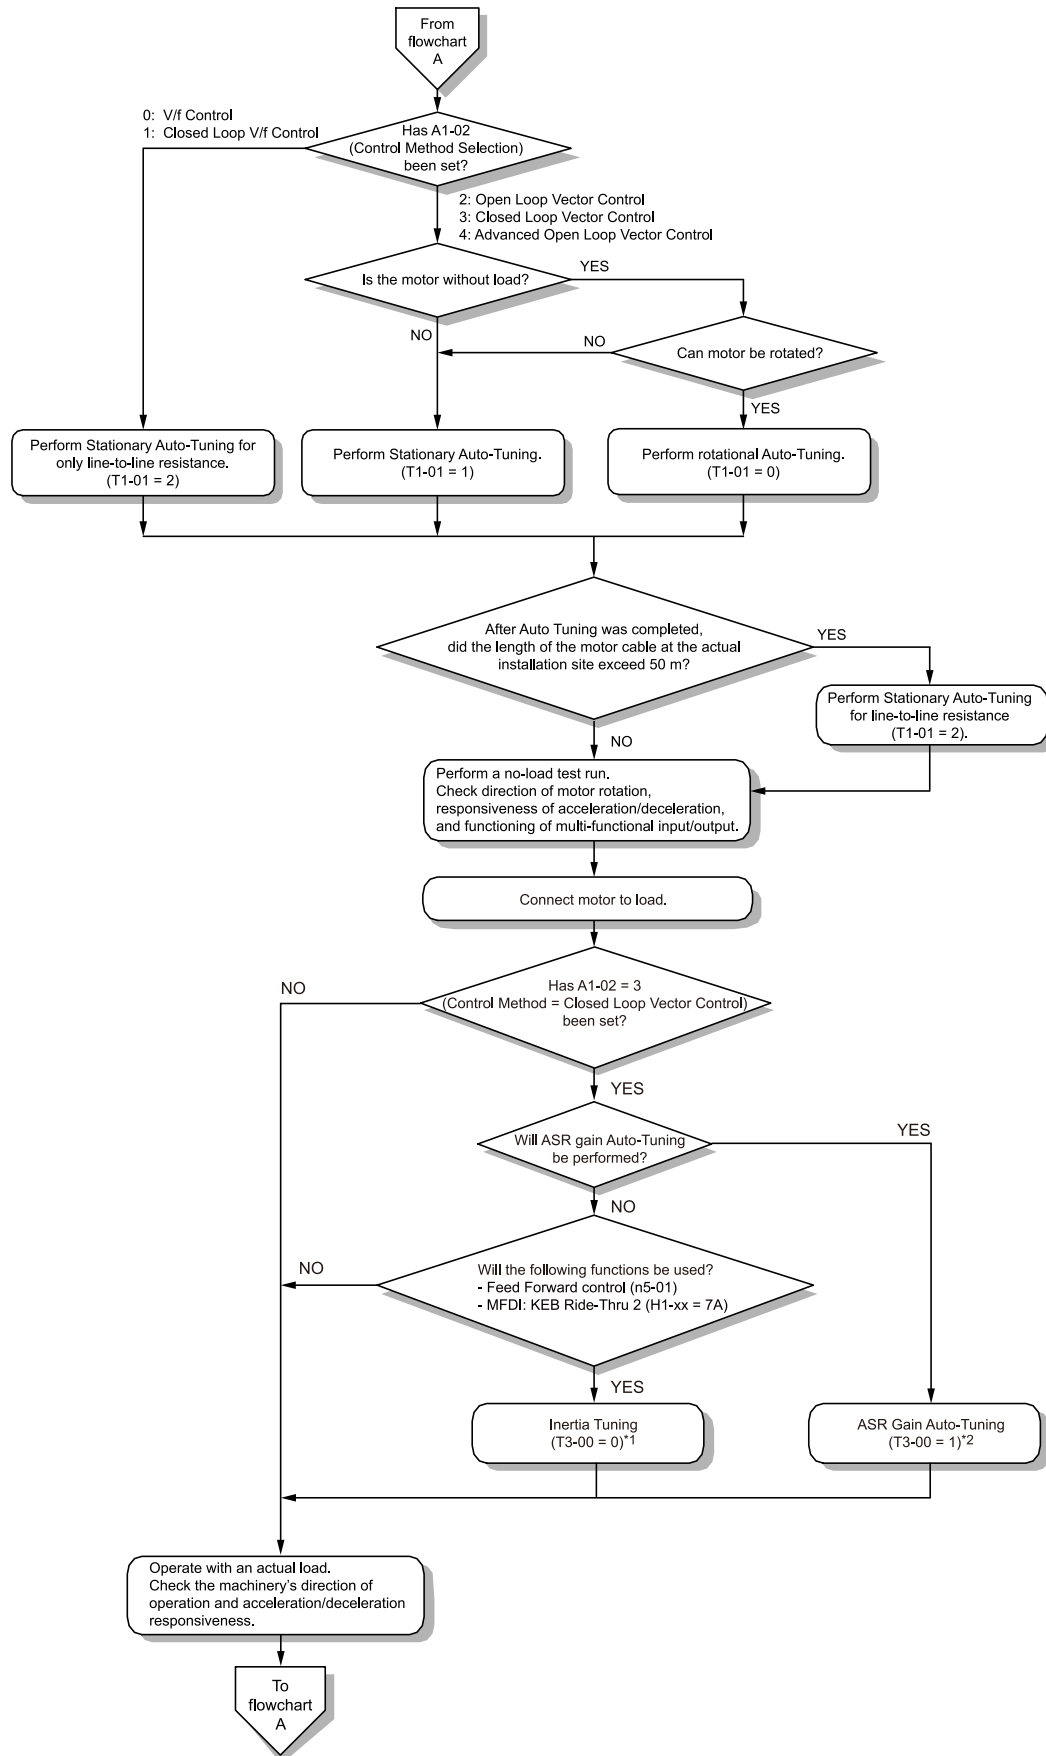 From
flowchart
A
0: V/f Control
1: Closed Loop V/f Control
Has A1-02
(Control Method Selection)
been set?
2: Open Loop Vector Control
3: Closed Loop Vector Control
4: Advanced Open Loop Vector Control
Is the motor without load?
YES
NO
NO
Can motor be rotated?
YES
Perform Stationary Auto-Tuning for
only line-to-line resistance.
(T1-01 = 2)
Perform Stationary Auto-Tuning.
(T1-01 = 1)
Perform rotational Auto-Tuning.
(T1-01 = 0)
After Auto Tuning was completed,
did the length of the motor cable at the actual
installation site exceed 50 m?
YES
Perform Stationary Auto-Tuning
for line-to-line resistance
(T1-01 = 2).
NO
Perform a no-load test run.
Check direction of motor rotation,
responsiveness of acceleration/deceleration,
and functioning of multi-functional input/output.
Connect motor to load.
Has A1-02 = 3
(Control Method = Closed Loop Vector Control)
been set?
NO
YES
Will ASR gain Auto-Tuning
be performed?
YES
NO
Will the following functions be used?
- Feed Forward control (n5-01)
- MFDI: KEB Ride-Thru 2 (H1-xx = 7A)
NO
YES
Inertia Tuning
(T3-00 = 0)*1
ASR Gain Auto-Tuning
(T3-00 = 1)*2
Operate with an actual load.
Check the machinery's direction of
operation and acceleration/deceleration
responsiveness.
To
flowchart
A